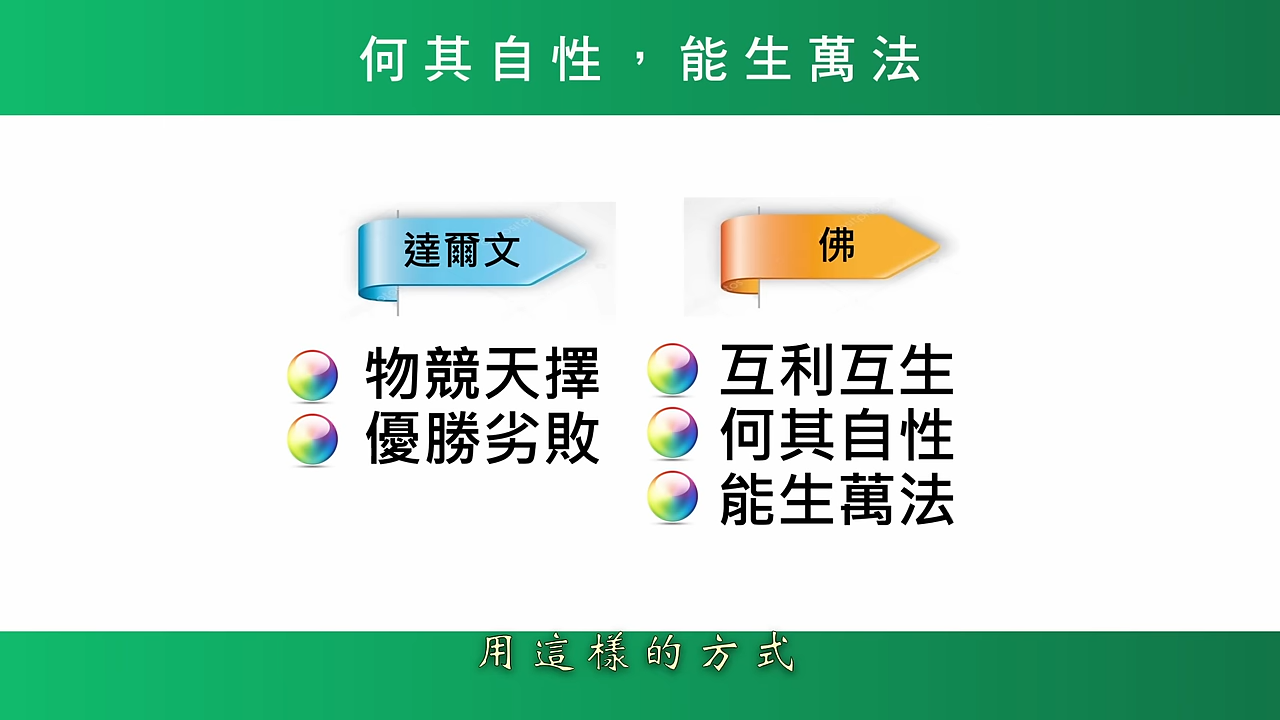 何其自性，能生萬法
達爾文
物競天擇
優勝劣敗
佛
互利互生
何其自性
能生萬法
用這樣的方式